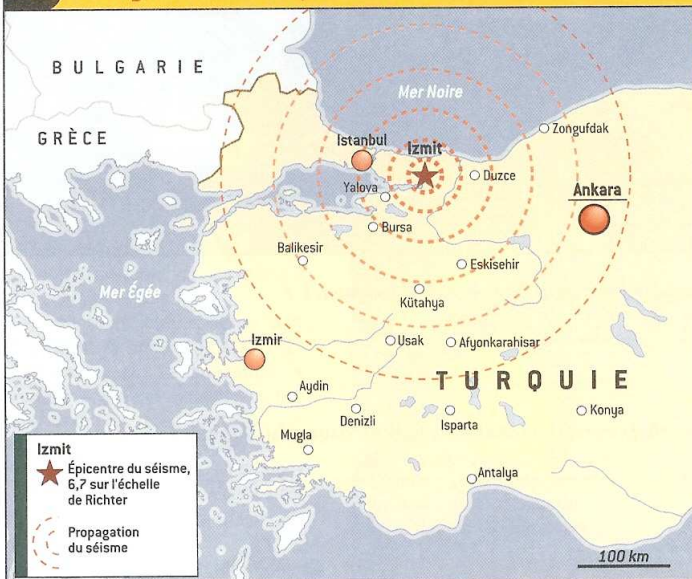 BULGARIE
GRÈCE
Mer Noire
Istanbul
Izmit
Zongufdak
Yalova
Duzce
Ankara
Bursa
Balikesir
Eskisehir
Mer Égée
Kütahya
Izmir
Usak
Afyonkarahisar
TURQUIE
Aydin
Denizli
Isparta
Konya
Mugla
Antalya
Izmit
Épicentre du séisme,
6,7 sur l'échelle
de Richter
Propagation
du séisme
100 km